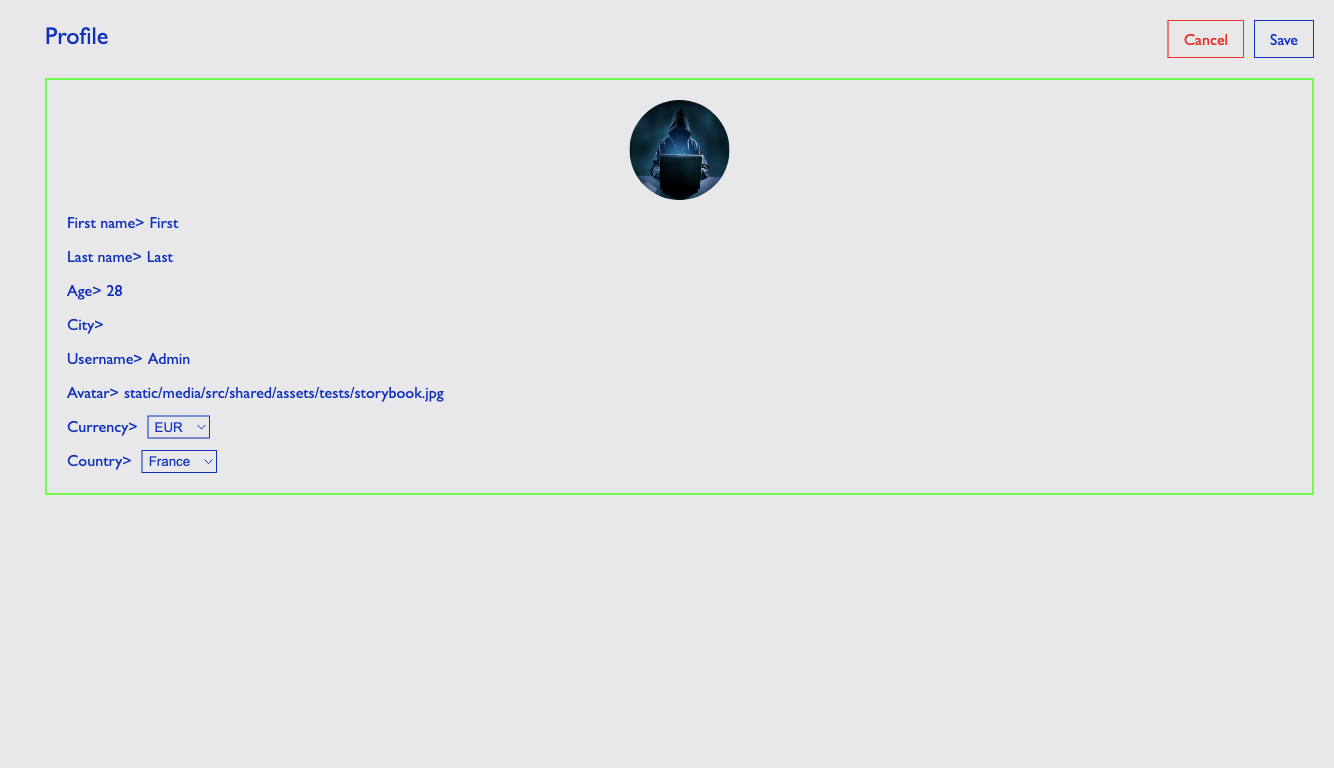 Profile
Cancel
Save
First name> First
Last name> Last
Age> 28
City>
Username> Admin
Avatar> static/media/src/shared/assets/tests/storybook.jpg
Currency> EUR
Country> France